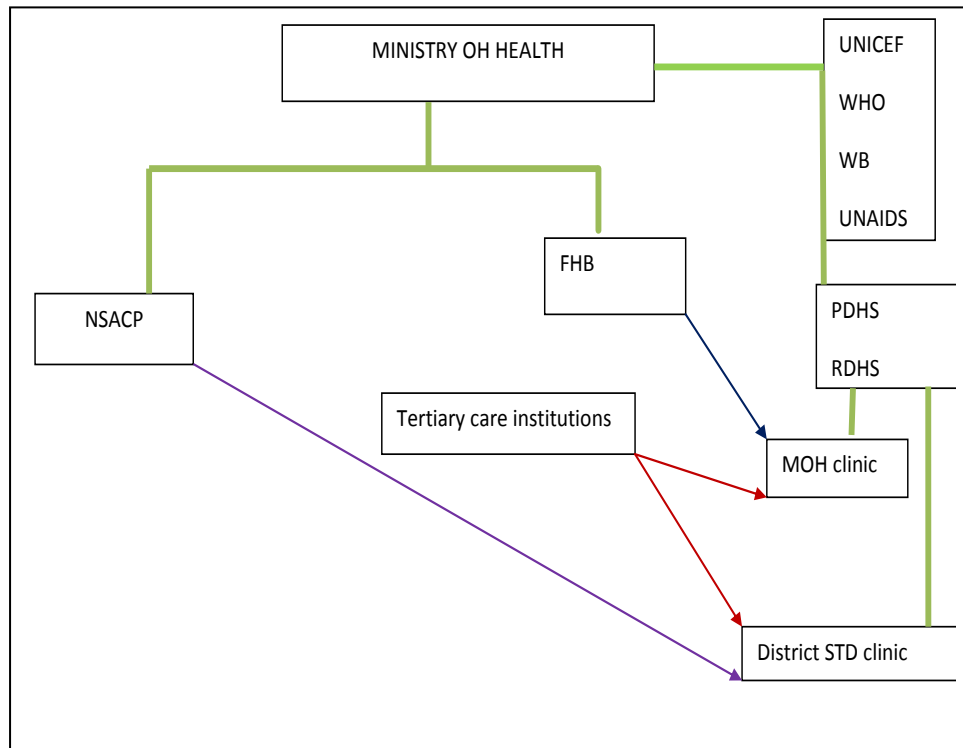 MINISTRY OH HEALTH
UNICEF
WHO
WB
UNAIDS
FHB
NSACP
PDHS
RDHS
Tertiary care institutions
MOH clinic
District STD clinic